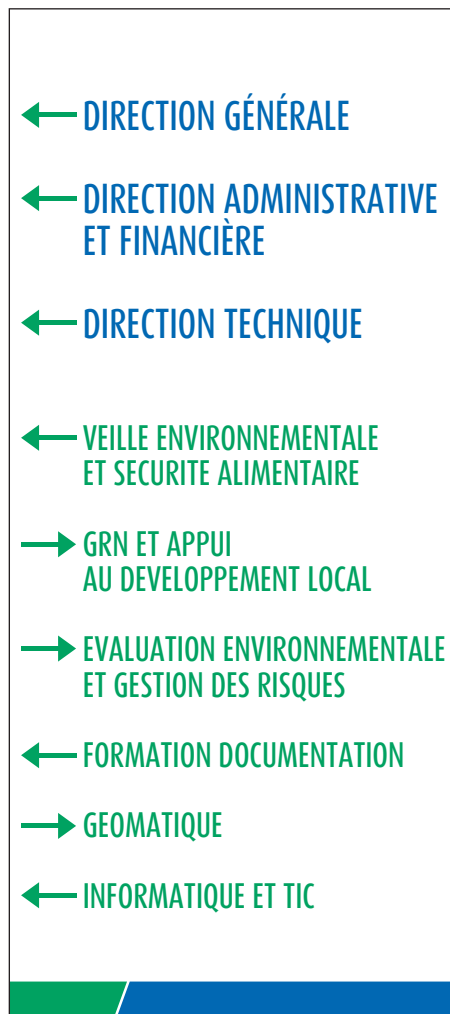 DIRECTION GÉNÉRALE
DIRECTION ADMINISTRATIVE
ET FINANCIÈRE
DIRECTION TECHNIQUE
VEILLE ENVIRONNEMENTALE
ET SECURITE ALIMENTAIRE
GRN ET APPUI
AU DEVELOPPEMENT LOCAL
EVALUATION ENVIRONNEMENTALE
ET GESTION DES RISQUES
FORMATION DOCUMENTATION
GEOMATIQUE
INFORMATIQUE ET TIC